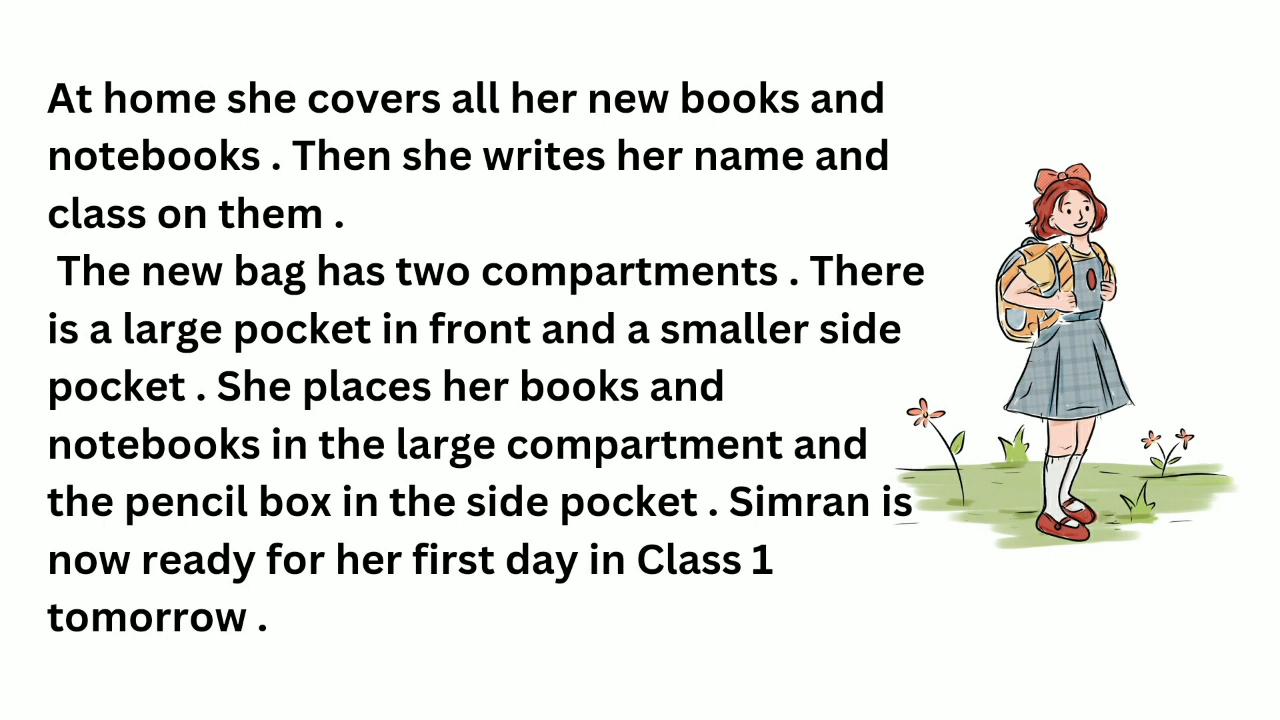 At home she covers all her new books and
notebooks . Then she writes her name and
class on them .
The new bag has two compartments . There
is a large pocket in front and a smaller side
pocket . She places her books and
notebooks in the large compartment and
the pencil box in the side pocket . Simran is
now ready for her first day in Class 1
tomorrow .